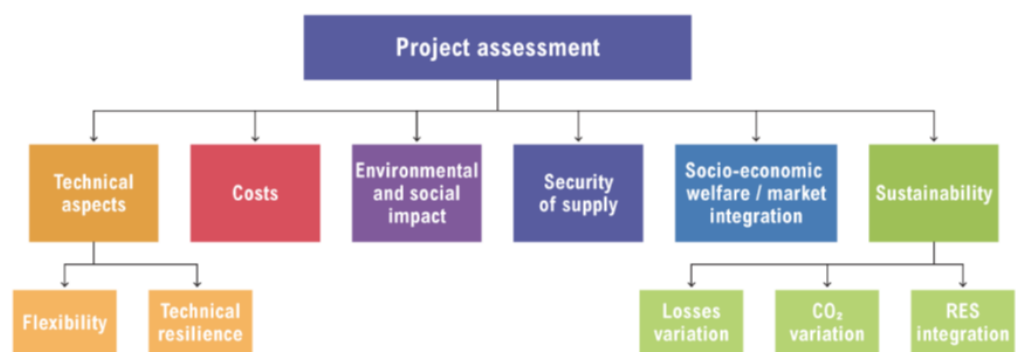 Project assessment
Technical
aspects
Costs
Environmental
and social
impact
Security
of supply
Socio-economic
welfare / market
integration
Sustainability
Flexibility
Technical
resilience
Losses
variation
CO₂
variation
RES
integration